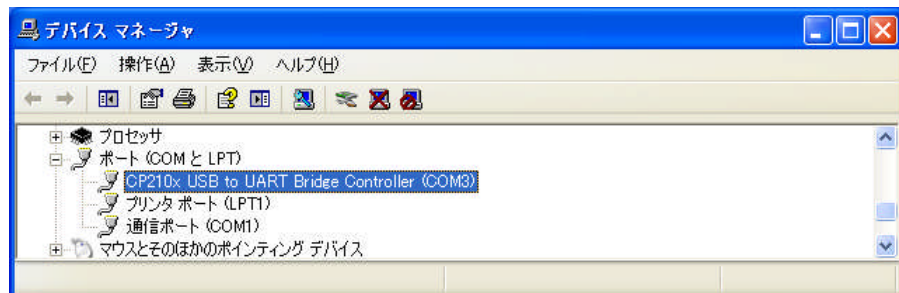 デバイス マネージャ
ファイル(F) 操作(A) 表示(V) ヘルプ(H)
プロセッサ
ポート (COM と LPT)
CP210x USB to UART Bridge Controller (COM3)
プリンタ ポート (LPT1)
通信ポート (COM1)
マウスとそのほかのポインティング デバイス